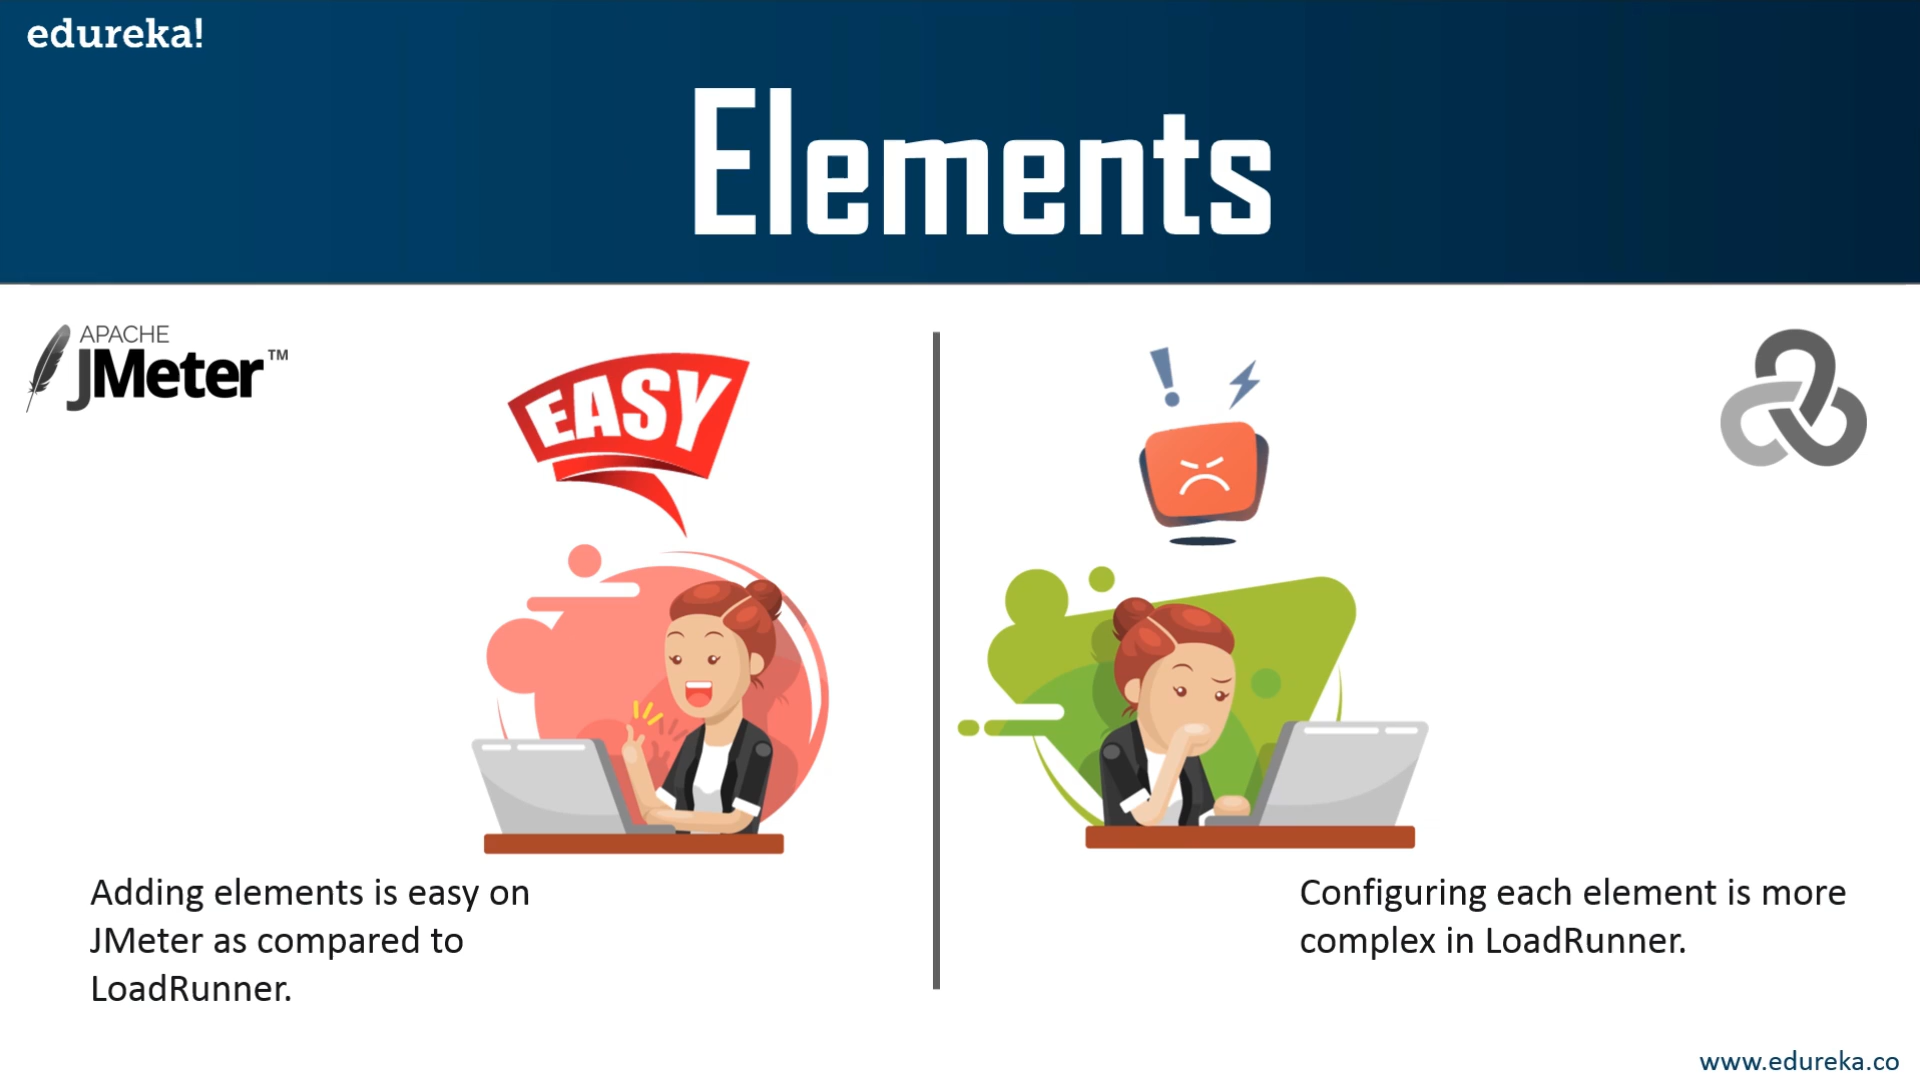 edureka!
Elements
APACHE
JMeter™
EASY
!
Adding elements is easy on
JMeter as compared to
LoadRunner.
Configuring each element is more
complex in LoadRunner.
www.edureka.co